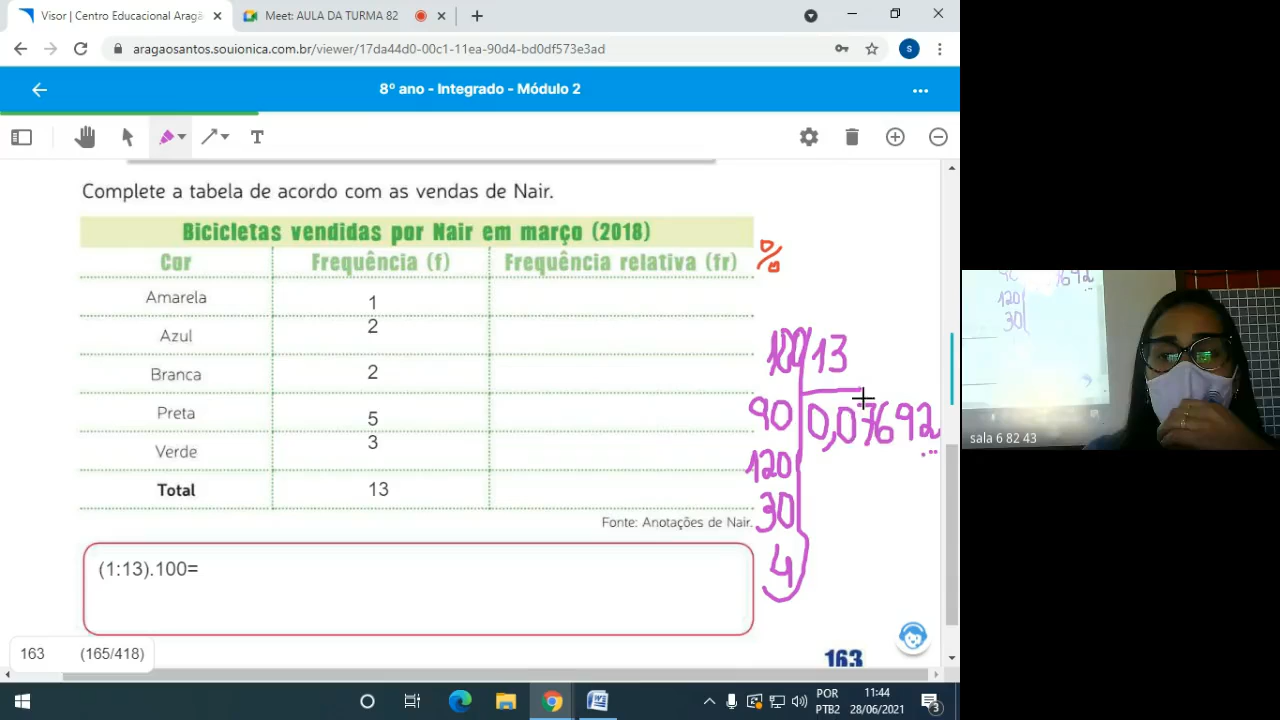 Visor | Centro Educacional Aragã
Meet: AULA DA TURMA 82
aragaosantos.souionica.com.br/viewer/17da44d0-00c1-11ea-90d4-bd0df573e3ad
s
8º ano - Integrado - Módulo 2
T
Complete a tabela de acordo com as vendas de Nair.
Bicicletas vendidas por Nair em março (2018)
Cor Frequência (f) Frequência relativa (fr) %
Amarela 1
Azul 2
Branca 2
Preta 5
Verde 3
Total 13
Fonte: Anotações de Nair.
100 13
90 0,07692...
120
30
4
(1:13).100=
163 (165/418)
163
120
30
sala 6 82 43
POR
PTB2
11:44
28/06/2021
3